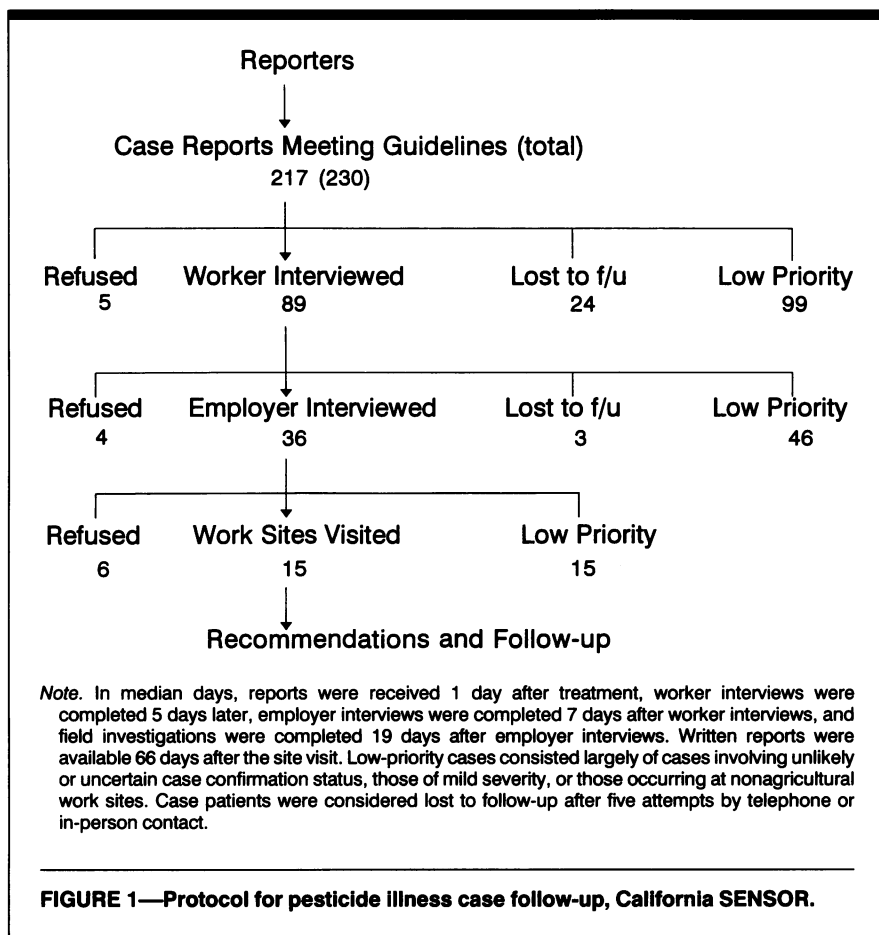 Reporters
Case Reports Meeting Guidelines (total)
217 (230)
Refused Worker Interviewed Lost to f/u Low Priority
5 89 24 99
Refused Employer Interviewed Lost to f/u Low Priority
4 36 3 46
Refused Work Sites Visited Low Priority
6 15 15
Recommendations and Follow-up
Note. In median days, reports were received 1 day after treatment, worker interviews were
completed 5 days later, employer interviews were completed 7 days after worker interviews, and
field investigations were completed 19 days after employer interviews. Written reports were
available 66 days after the site visit. Low-priority cases consisted largely of cases involving unlikely
or uncertain case confirmation status, those of mild severity, or those occurring at nonagricultural
work sites. Case patients were considered lost to follow-up after five attempts by telephone or
in-person contact.
FIGURE 1—Protocol for pesticide illness case follow-up, California SENSOR.